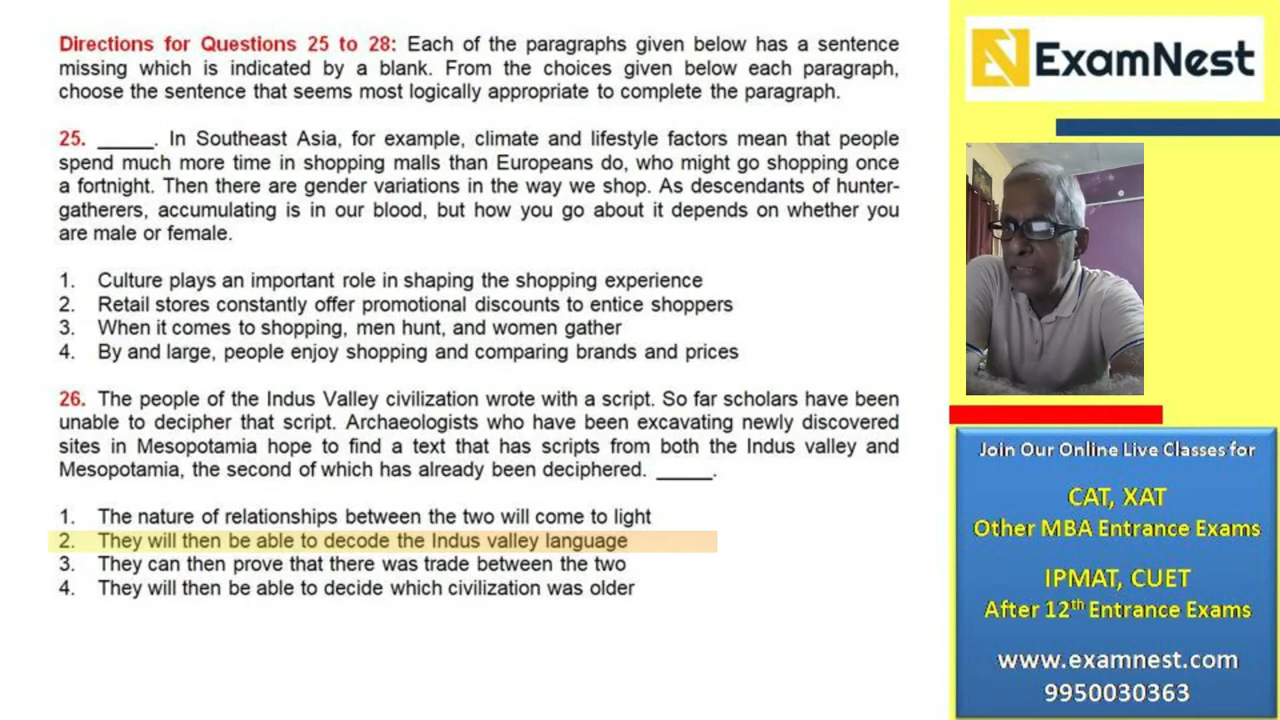 Directions for Questions 25 to 28: Each of the paragraphs given below has a sentence
missing which is indicated by a blank. From the choices given below each paragraph,
choose the sentence that seems most logically appropriate to complete the paragraph.
25. _____. In Southeast Asia, for example, climate and lifestyle factors mean that people
spend much more time in shopping malls than Europeans do, who might go shopping once
a fortnight. Then there are gender variations in the way we shop. As descendants of hunter-
gatherers, accumulating is in our blood, but how you go about it depends on whether you
are male or female.
1. Culture plays an important role in shaping the shopping experience
2. Retail stores constantly offer promotional discounts to entice shoppers
3. When it comes to shopping, men hunt, and women gather
4. By and large, people enjoy shopping and comparing brands and prices
26. The people of the Indus Valley civilization wrote with a script. So far scholars have been
unable to decipher that script. Archaeologists who have been excavating newly discovered
sites in Mesopotamia hope to find a text that has scripts from both the Indus valley and
Mesopotamia, the second of which has already been deciphered. _____.
1. The nature of relationships between the two will come to light
2. They will then be able to decode the Indus valley language
3. They can then prove that there was trade between the two
4. They will then be able to decide which civilization was older
ExamNest
Join Our Online Live Classes for
CAT, XAT
Other MBA Entrance Exams
IPMAT, CUET
After 12th Entrance Exams
www.examnest.com
9950030363